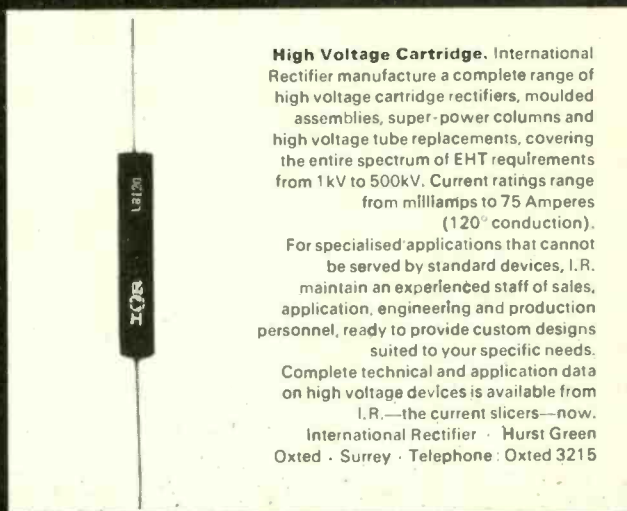 High Voltage Cartridge. International
Rectifier manufacture a complete range of
high voltage cartridge rectifiers, moulded
assemblies, super-power columns and
high voltage tube replacements, covering
the entire spectrum of EHT requirements
from 1kV to 500kV. Current ratings range
from milliamps to 75 Amperes
(120° conduction).
For specialised applications that cannot
be served by standard devices, I.R.
maintain an experienced staff of sales,
application, engineering and production
personnel, ready to provide custom designs
suited to your specific needs.
Complete technical and application data
on high voltage devices is available from
I.R.—the current slicers—now.
International Rectifier · Hurst Green
Oxted · Surrey · Telephone: Oxted 3215
IOR